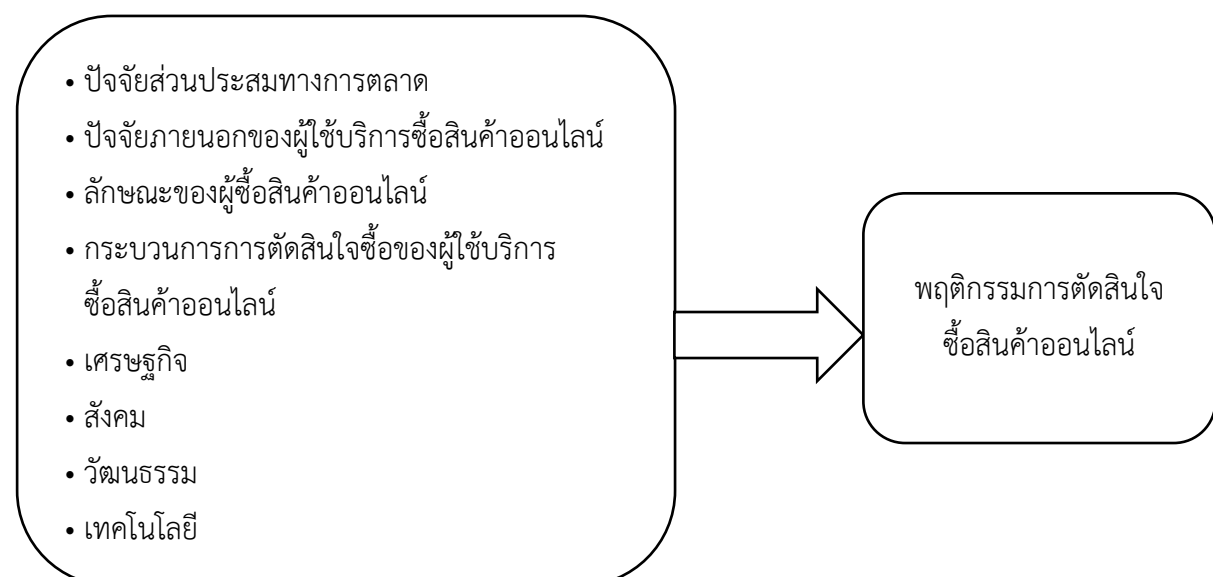 • ปัจจัยส่วนประสมทางการตลาด
• ปัจจัยภายนอกของผู้ใช้บริการซื้อสินค้าออนไลน์
• ลักษณะของผู้ซื้อสินค้าออนไลน์
• กระบวนการการตัดสินใจซื้อของผู้ใช้บริการ
ซื้อสินค้าออนไลน์
• เศรษฐกิจ
• สังคม
• วัฒนธรรม
• เทคโนโลยี
พฤติกรรมการตัดสินใจ
ซื้อสินค้าออนไลน์